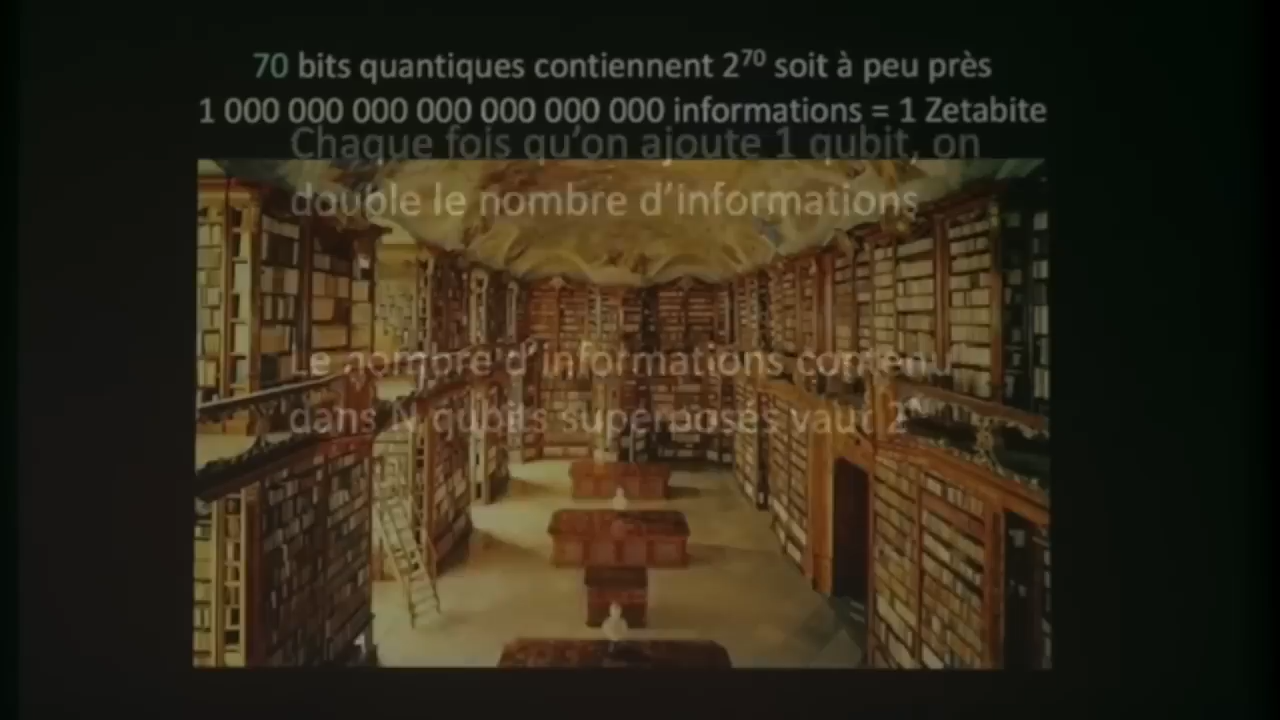 70 bits quantiques contiennent 2⁷⁰ soit à peu près
1 000 000 000 000 000 000 000 informations = 1 Zetabite
Chaque fois qu'on ajoute 1 qubit, on
double le nombre d'informations
Le nombre d'informations contenu
dans N qubits superposés vaut 2ᴺ